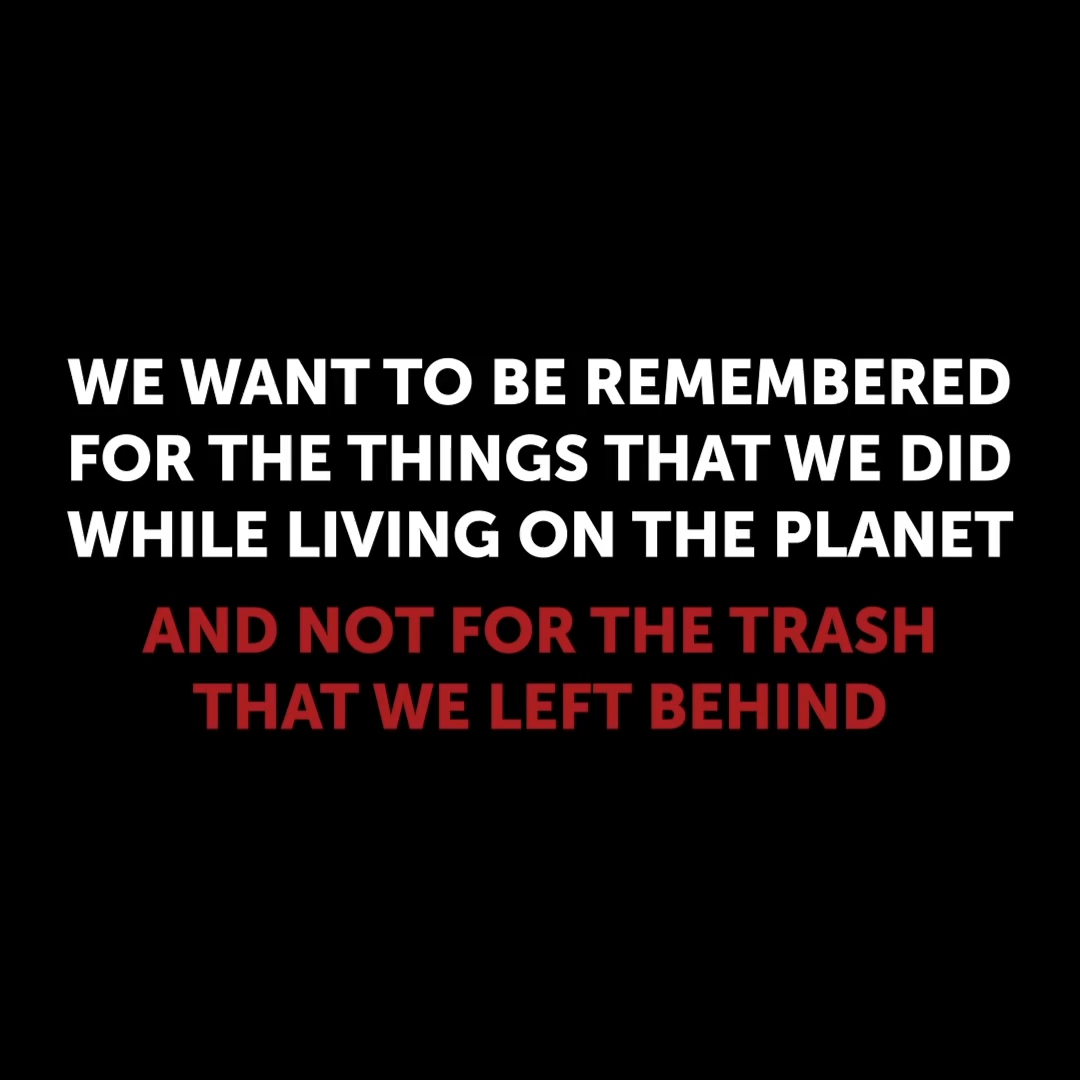 WE WANT TO BE REMEMBERED
FOR THE THINGS THAT WE DID
WHILE LIVING ON THE PLANET
AND NOT FOR THE TRASH
THAT WE LEFT BEHIND